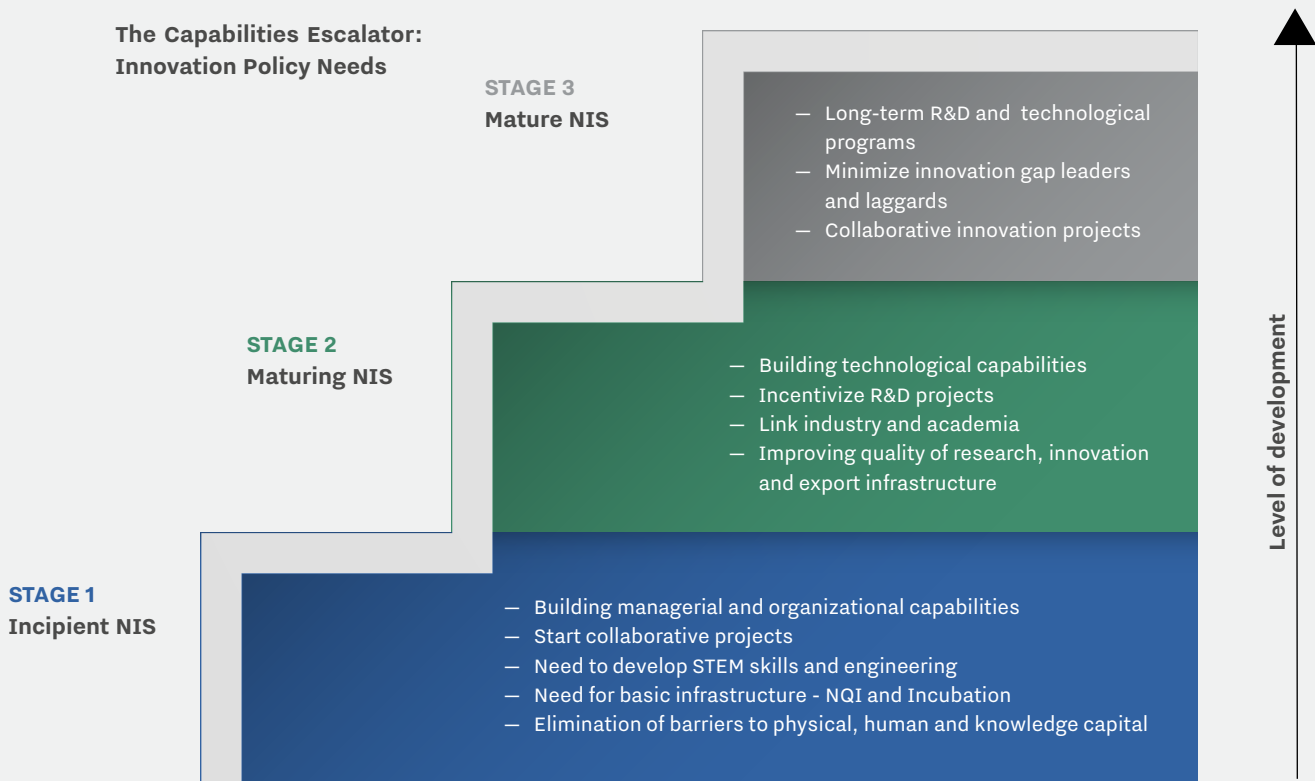 The Capabilities Escalator:
Innovation Policy Needs
STAGE 3
Mature NIS
— Long-term R&D and technological
programs
— Minimize innovation gap leaders
and laggards
— Collaborative innovation projects
STAGE 2
Maturing NIS
— Building technological capabilities
— Incentivize R&D projects
— Link industry and academia
— Improving quality of research, innovation
and export infrastructure
STAGE 1
Incipient NIS
— Building managerial and organizational capabilities
— Start collaborative projects
— Need to develop STEM skills and engineering
— Need for basic infrastructure - NQI and Incubation
— Elimination of barriers to physical, human and knowledge capital
Level of development